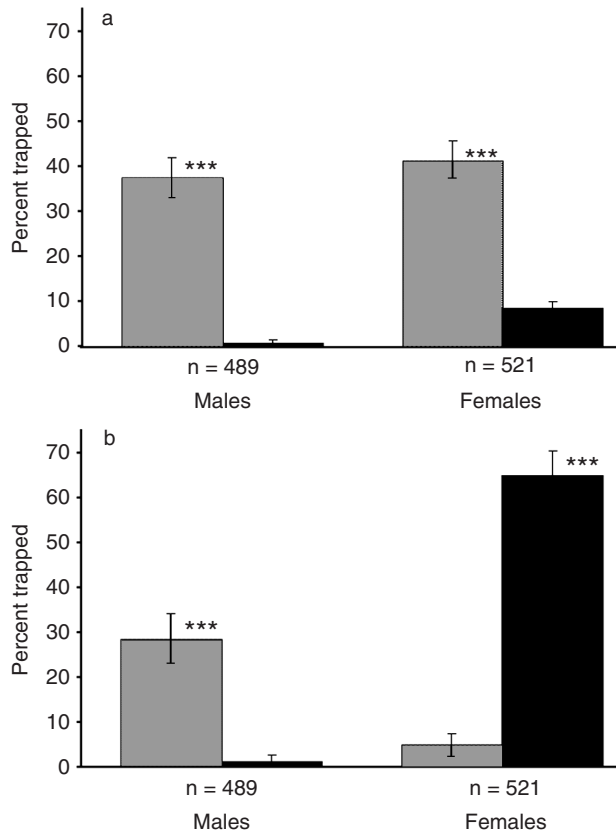 a
Percent trapped
70
60
50
40
30
20
10
0
***
***
n = 489
n = 521
Males
Females
b
Percent trapped
70
60
50
40
30
20
10
0
***
***
n = 489
n = 521
Males
Females